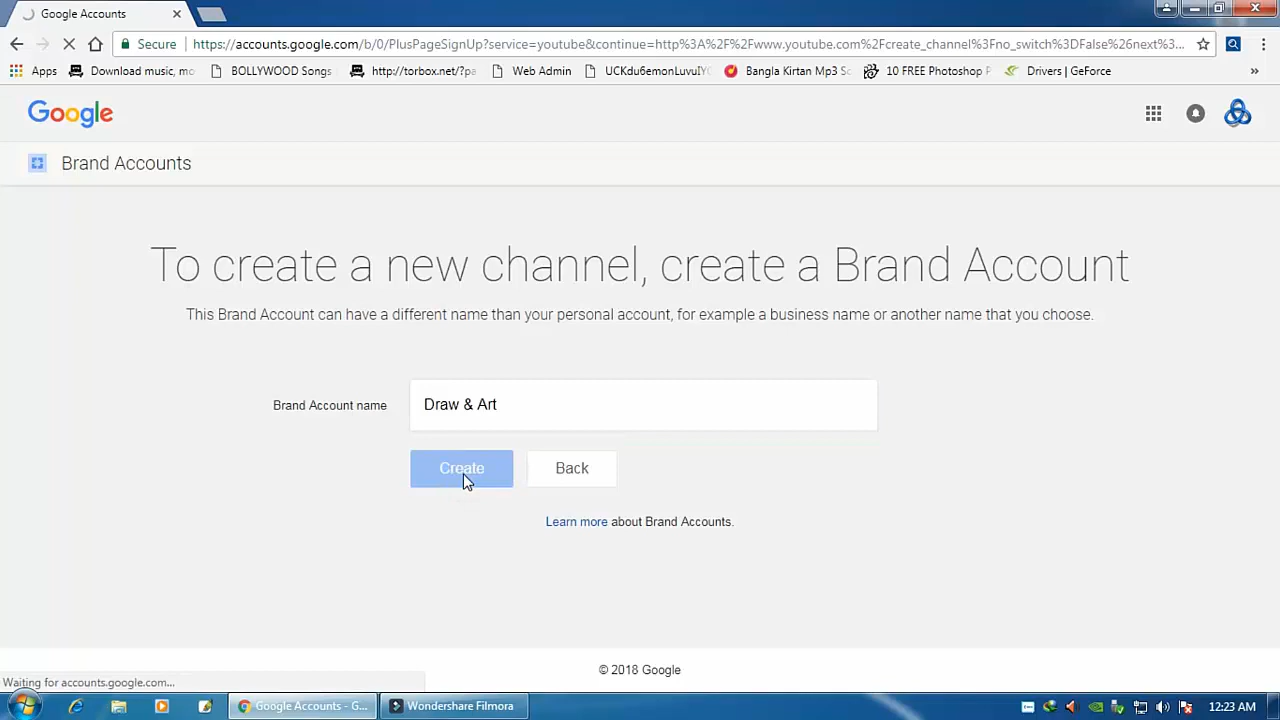 Google Accounts
Secure https://accounts.google.com/b/0/PlusPageSignUp?service=youtube&continue=http%3A%2F%2Fwww.youtube.com%2Fcreate_channel%3Fno_switch%3DFalse%26next%3...
Apps Download music, mo BOLLYWOOD Songs http://torbox.net/?pa Web Admin UCKdu6emonLuvuIY Bangla Kirtan Mp3 Sc 10 FREE Photoshop P Drivers | GeForce »
Google
Brand Accounts
To create a new channel, create a Brand Account
This Brand Account can have a different name than your personal account, for example a business name or another name that you choose.
Brand Account name Draw & Art
Create Back
Learn more about Brand Accounts.
© 2018 Google
Waiting for accounts.google.com...
Google Accounts - G... Wondershare Filmora 12:23 AM